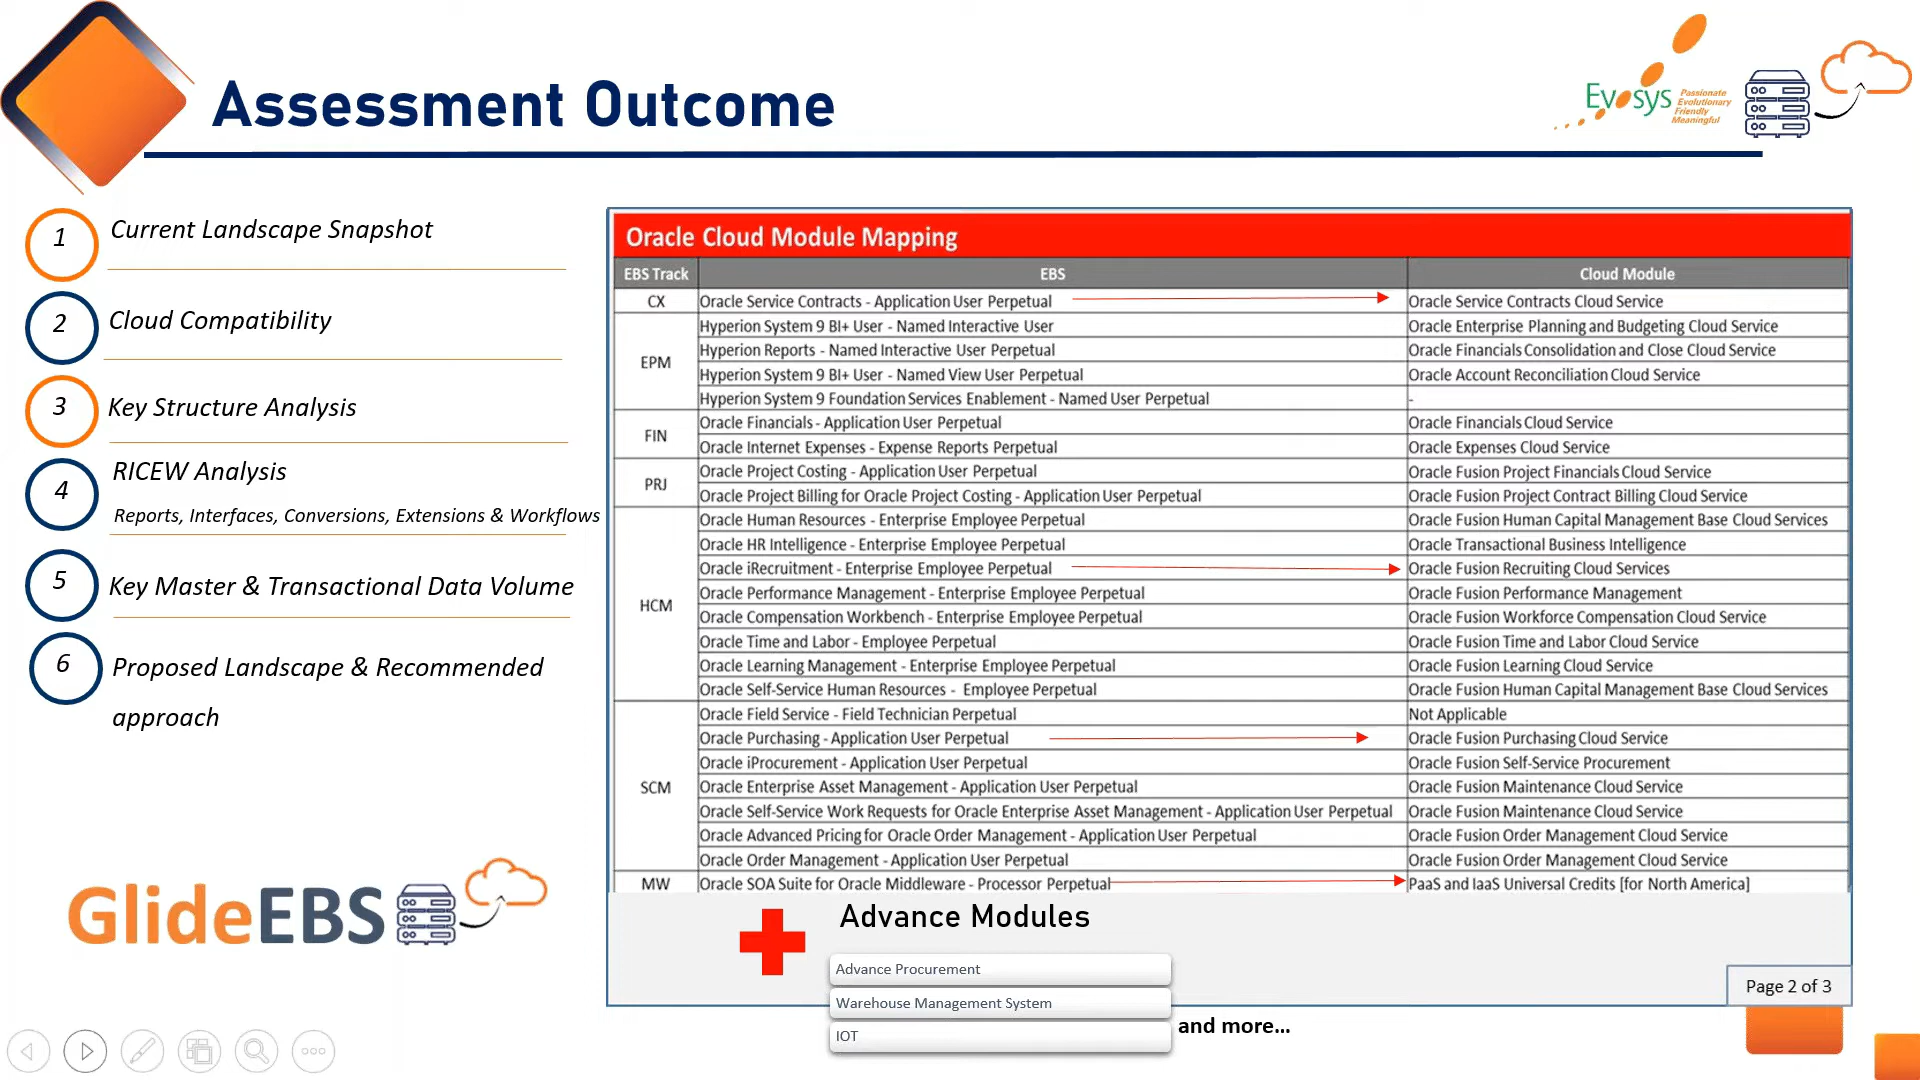 Assessment Outcome
Evosys
Passionate
Evolutionary
Friendly
Meaningful
1
Current Landscape Snapshot
2
Cloud Compatibility
3
Key Structure Analysis
4
RICEW Analysis
Reports, Interfaces, Conversions, Extensions & Workflows
5
Key Master & Transactional Data Volume
6
Proposed Landscape & Recommended
approach
GlideEBS
Oracle Cloud Module Mapping
EBS Track EBS Cloud Module
CX Oracle Service Contracts - Application User Perpetual Oracle Service Contracts Cloud Service
EPM
Hyperion System 9 BI+ User - Named Interactive User Oracle Enterprise Planning and Budgeting Cloud Service
Hyperion Reports - Named Interactive User Perpetual Oracle Financials Consolidation and Close Cloud Service
Hyperion System 9 BI+ User - Named View User Perpetual Oracle Account Reconciliation Cloud Service
Hyperion System 9 Foundation Services Enablement - Named User Perpetual -
FIN
Oracle Financials - Application User Perpetual Oracle Financials Cloud Service
Oracle Internet Expenses - Expense Reports Perpetual Oracle Expenses Cloud Service
PRJ
Oracle Project Costing - Application User Perpetual Oracle Fusion Project Financials Cloud Service
Oracle Project Billing for Oracle Project Costing - Application User Perpetual Oracle Fusion Project Contract Billing Cloud Service
HCM
Oracle Human Resources - Enterprise Employee Perpetual Oracle Fusion Human Capital Management Base Cloud Services
Oracle HR Intelligence - Enterprise Employee Perpetual Oracle Transactional Business Intelligence
Oracle iRecruitment - Enterprise Employee Perpetual Oracle Fusion Recruiting Cloud Services
Oracle Performance Management - Enterprise Employee Perpetual Oracle Fusion Performance Management
Oracle Compensation Workbench - Enterprise Employee Perpetual Oracle Fusion Workforce Compensation Cloud Service
Oracle Time and Labor - Employee Perpetual Oracle Fusion Time and Labor Cloud Service
Oracle Learning Management - Enterprise Employee Perpetual Oracle Fusion Learning Cloud Service
Oracle Self-Service Human Resources - Employee Perpetual Oracle Fusion Human Capital Management Base Cloud Services
SCM
Oracle Field Service - Field Technician Perpetual Not Applicable
Oracle Purchasing - Application User Perpetual Oracle Fusion Purchasing Cloud Service
Oracle iProcurement - Application User Perpetual Oracle Fusion Self-Service Procurement
Oracle Enterprise Asset Management - Application User Perpetual Oracle Fusion Maintenance Cloud Service
Oracle Self-Service Work Requests for Oracle Enterprise Asset Management - Application User Perpetual Oracle Fusion Maintenance Cloud Service
Oracle Advanced Pricing for Oracle Order Management - Application User Perpetual Oracle Fusion Order Management Cloud Service
Oracle Order Management - Application User Perpetual Oracle Fusion Order Management Cloud Service
MW Oracle SOA Suite for Oracle Middleware - Processor Perpetual PaaS and IaaS Universal Credits [for North America]
Advance Modules
Advance Procurement
Warehouse Management System
IOT
and more...
Page 2 of 3